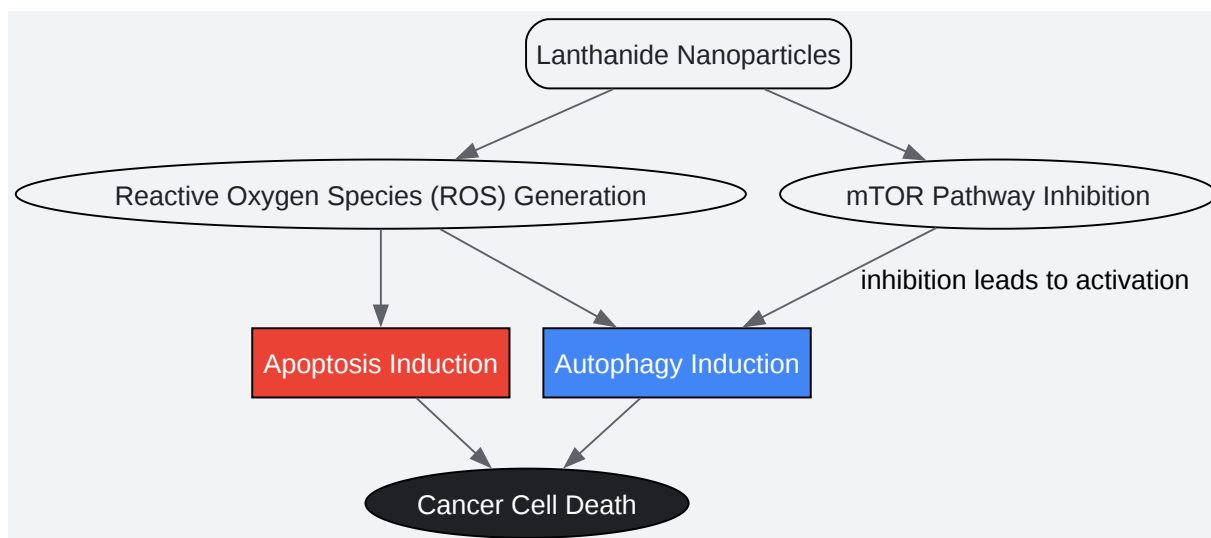 Lanthanide Nanoparticles
Reactive Oxygen Species (ROS) Generation
mTOR Pathway Inhibition
inhibition leads to activation
Apoptosis Induction
Autophagy Induction
Cancer Cell Death